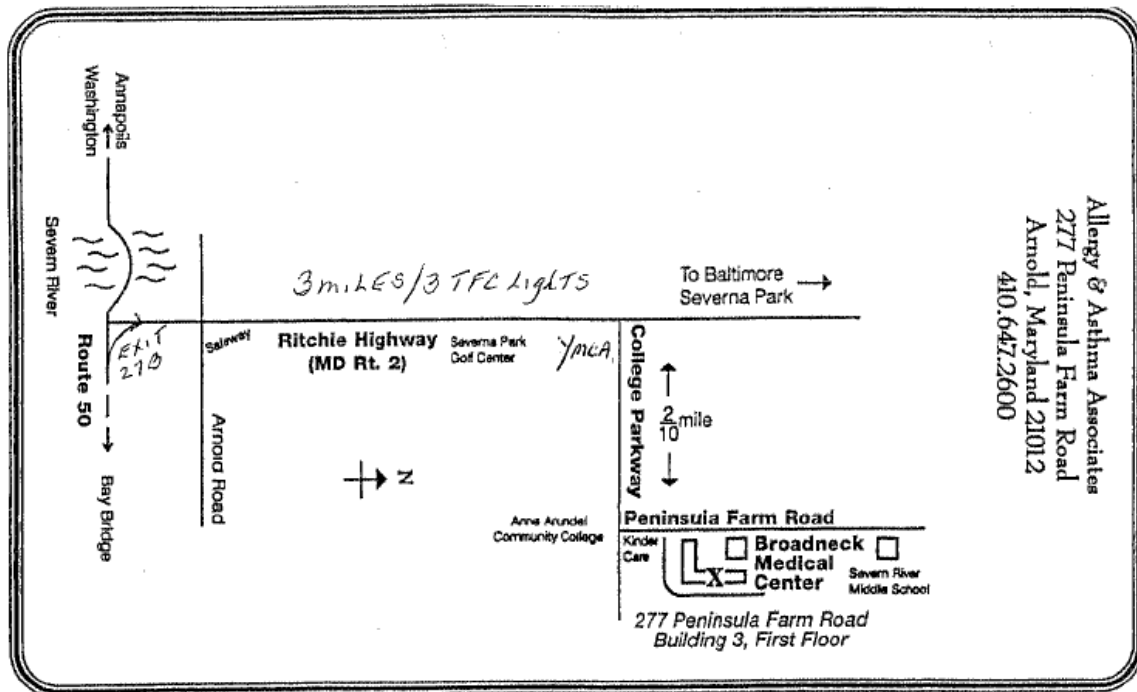 Allergy & Asthma Associates
277 Peninsula Farm Road
Arnold, Maryland 21012
410.647.2600
Annapolis
Washington
Severn River
Route 50
Bay Bridge
EXIT
27B
Safeway
Arnold Road
3 MILES/3 TFC LIGHTS
Ritchie Highway
(MD Rt. 2)
Severna Park
Golf Center
YMCA
To Baltimore
Severna Park
College Parkway
2/10 mile
N
Anne Arundel
Community College
Peninsula Farm Road
Kinder
Care
X
Broadneck
Medical
Center
Severn River
Middle School
277 Peninsula Farm Road
Building 3, First Floor